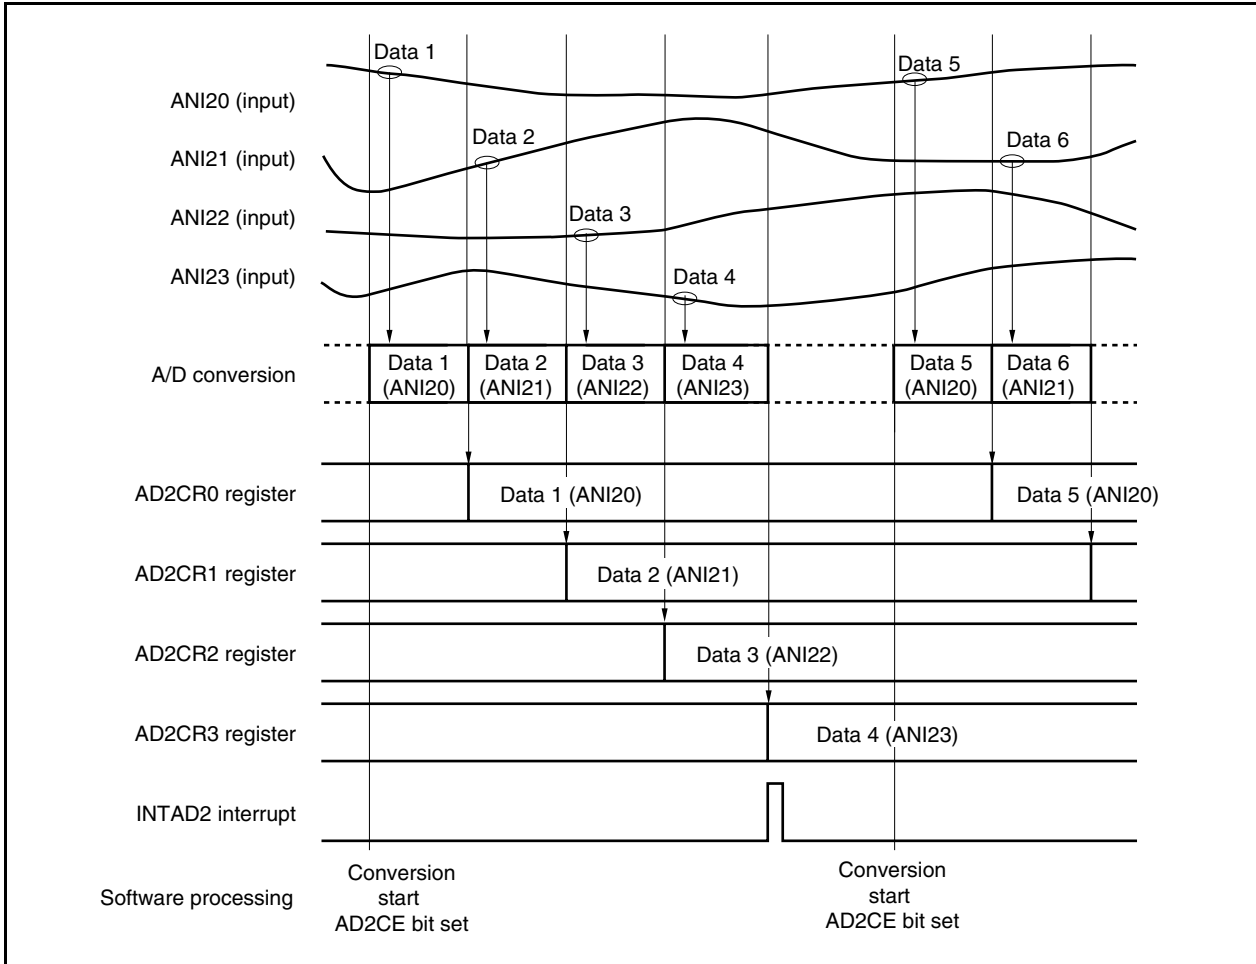 Data 1
Data 5
ANI20 (input)
Data 2
Data 6
ANI21 (input)
Data 3
ANI22 (input)
Data 4
ANI23 (input)
A/D conversion
Data 1
(ANI20)
Data 2
(ANI21)
Data 3
(ANI22)
Data 4
(ANI23)
Data 5
(ANI20)
Data 6
(ANI21)
AD2CR0 register
Data 1 (ANI20)
Data 5 (ANI20)
AD2CR1 register
Data 2 (ANI21)
AD2CR2 register
Data 3 (ANI22)
AD2CR3 register
Data 4 (ANI23)
INTAD2 interrupt
Software processing
Conversion
start
AD2CE bit set
Conversion
start
AD2CE bit set